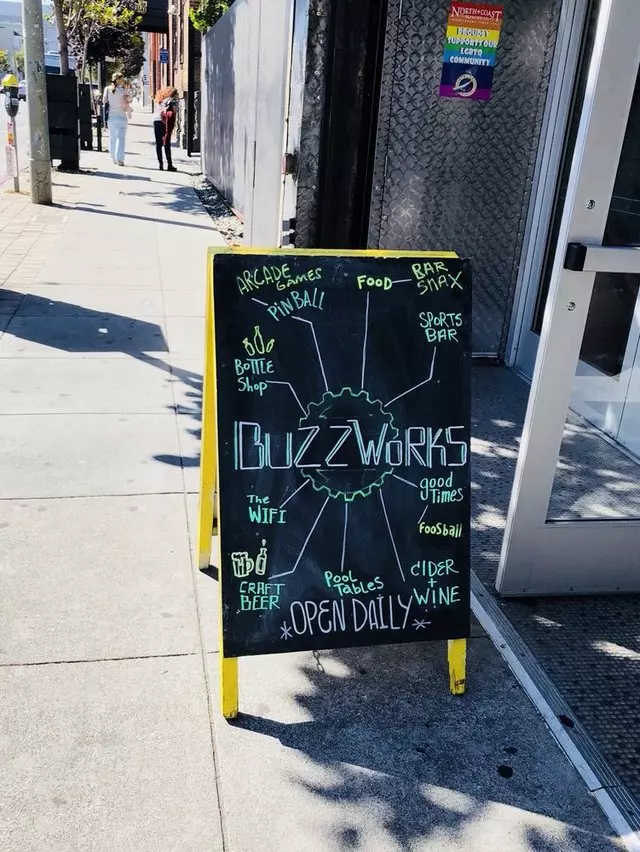 NORTH COAST
PROUDLY
SUPPORTS OUR
LGBTQ
COMMUNITY
ARCADE
GAMES
PINBALL
FOOD
BAR
SNAX
SPORTS
BAR
BOTTLE
Shop
BUZZWORKS
good
Times
FOOSBall
The
WIFI
CRAFT
BEER
POOL
Tables
CIDER
+
WINE
*OPEN DAILY*